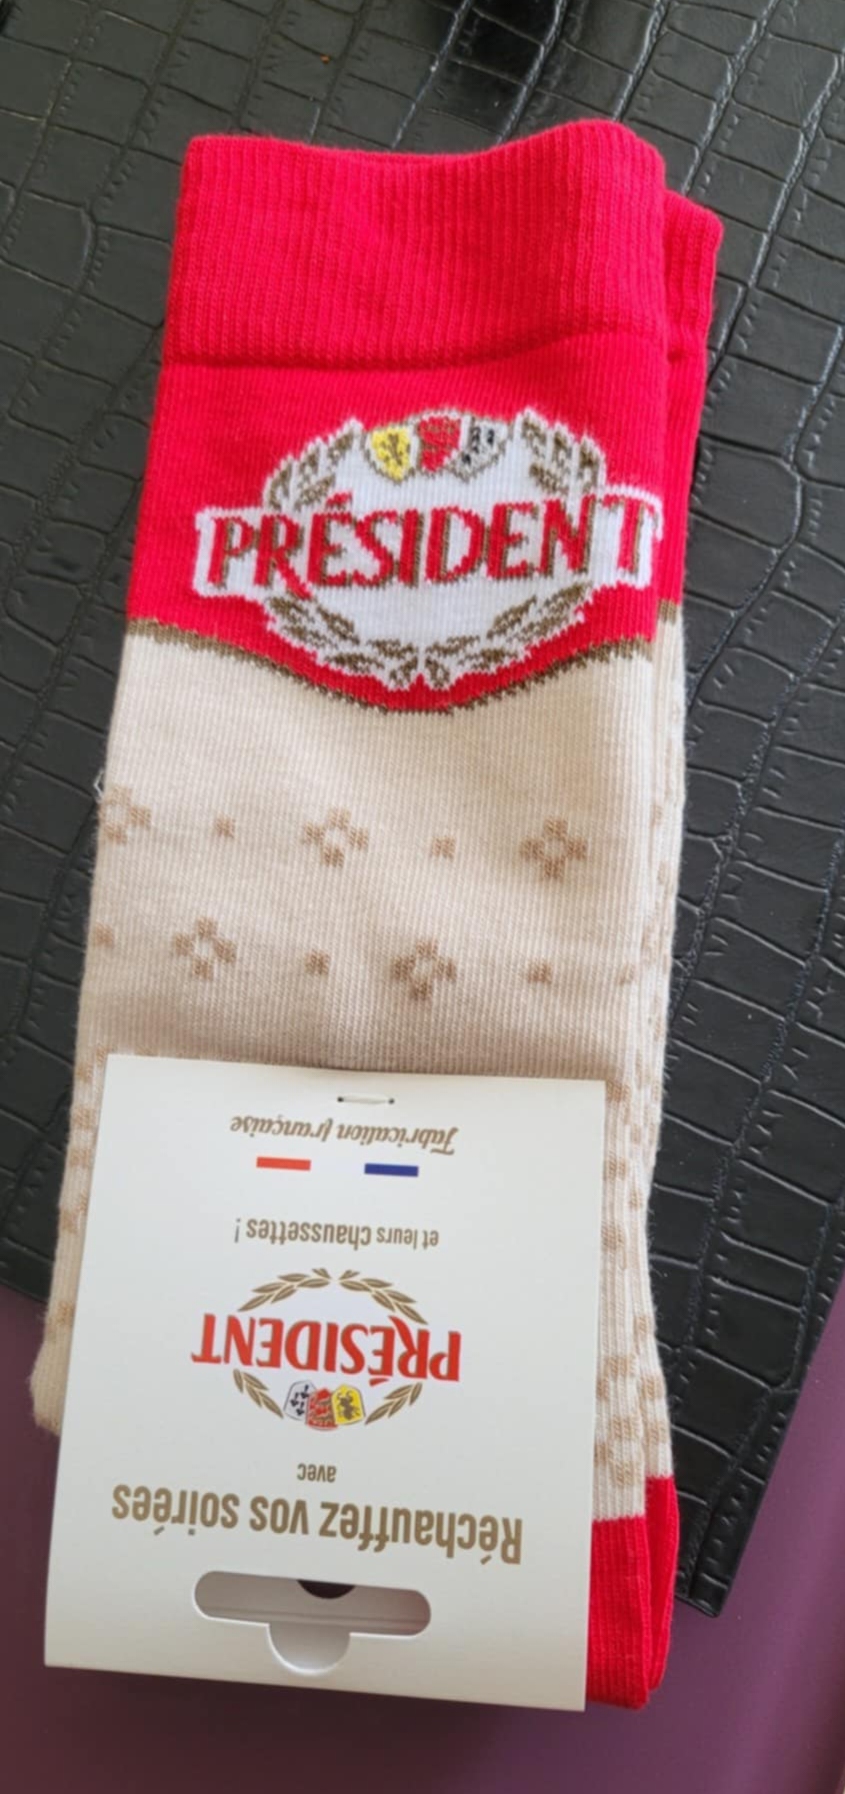 PRÉSIDENT
Réchauffez vos soirées
avec
PRÉSIDENT
et leurs Chaussettes !
Fabrication française